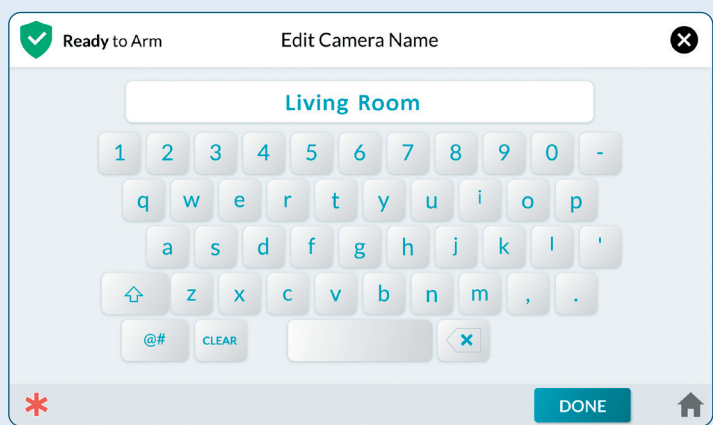 Ready to Arm
Edit Camera Name
Living Room
1 2 3 4 5 6 7 8 9 0 -
q w e r t y u i o p
a s d f g h j k l '
z x c v b n m , .
@# CLEAR
DONE